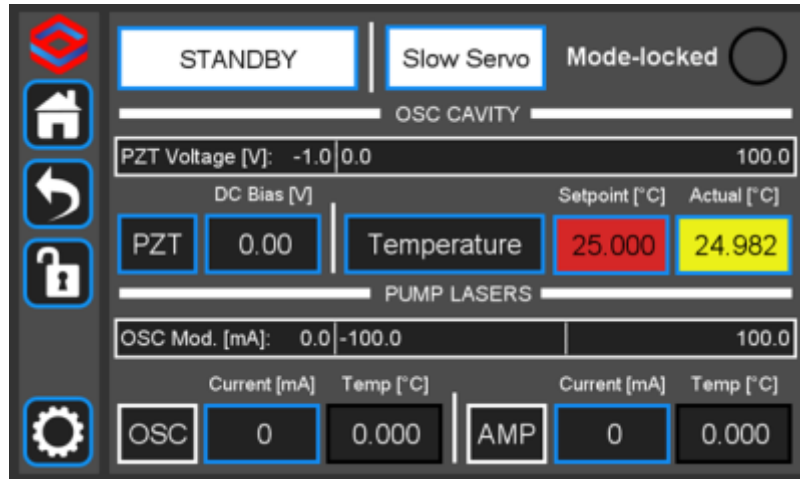 STANDBY Slow Servo Mode-locked
OSC CAVITY
PZT Voltage [V]: -1.0 0.0 100.0
DC Bias [V] Setpoint [°C] Actual [°C]
PZT 0.00 Temperature 25.000 24.982
PUMP LASERS
OSC Mod. [mA]: 0.0 -100.0 100.0
Current [mA] Temp [°C] Current [mA] Temp [°C]
OSC 0 0.000 AMP 0 0.000